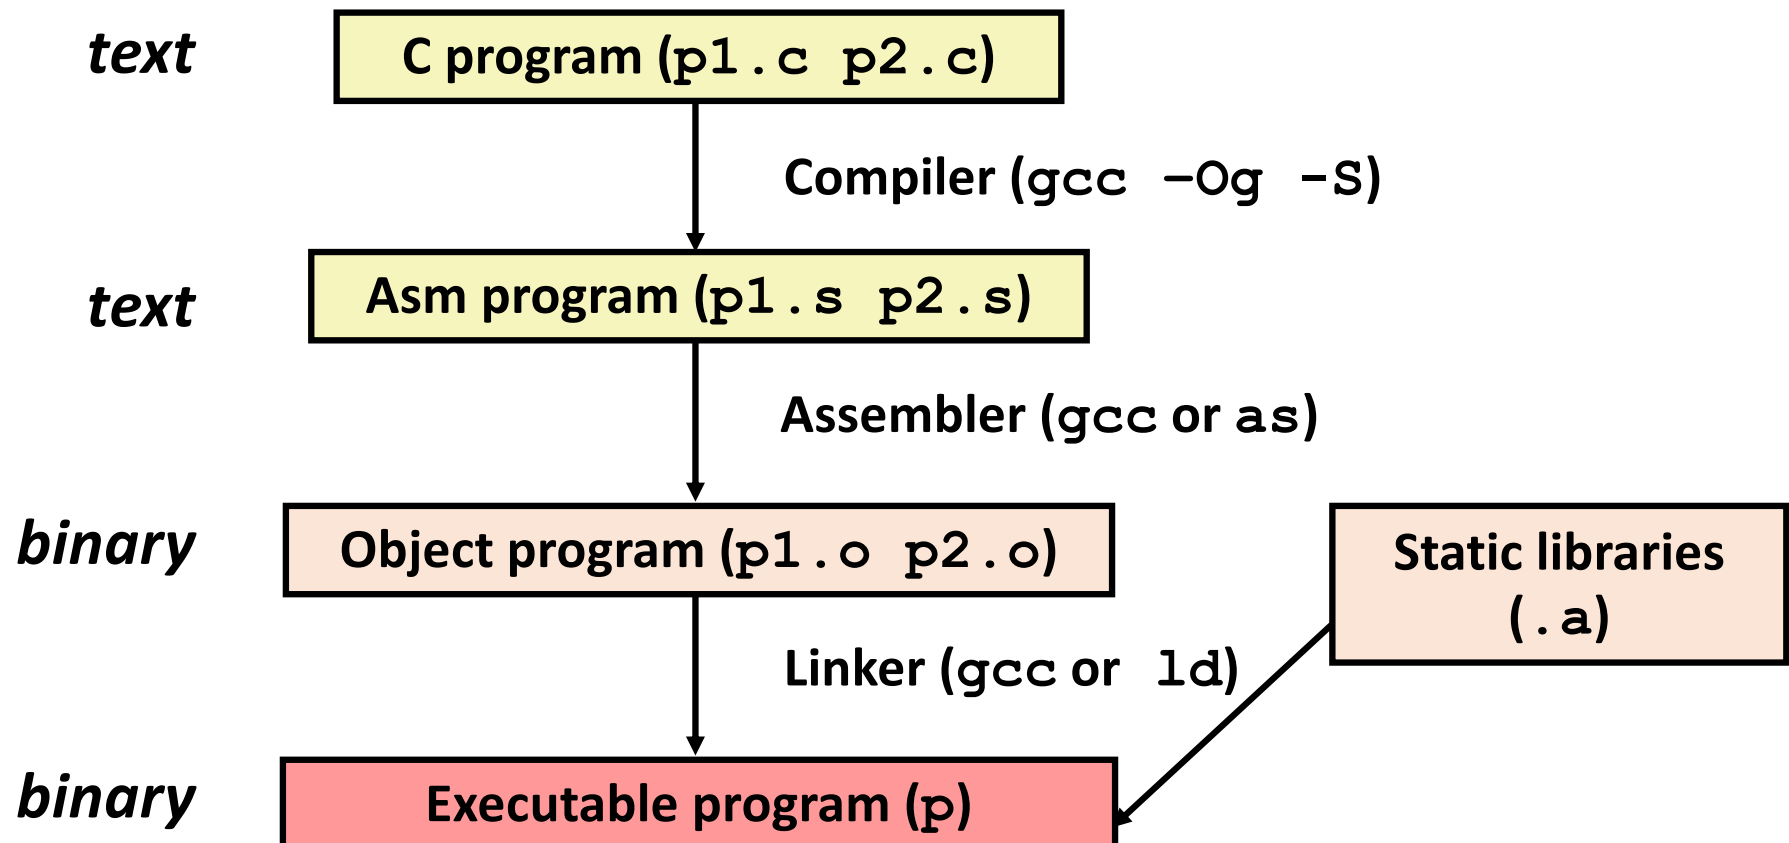 text
C program (p1.c p2.c)
Compiler (gcc –Og -S)
text
Asm program (p1.s p2.s)
Assembler (gcc or as)
binary
Object program (p1.o p2.o)
Static libraries
(.a)
Linker (gcc or ld)
binary
Executable program (p)